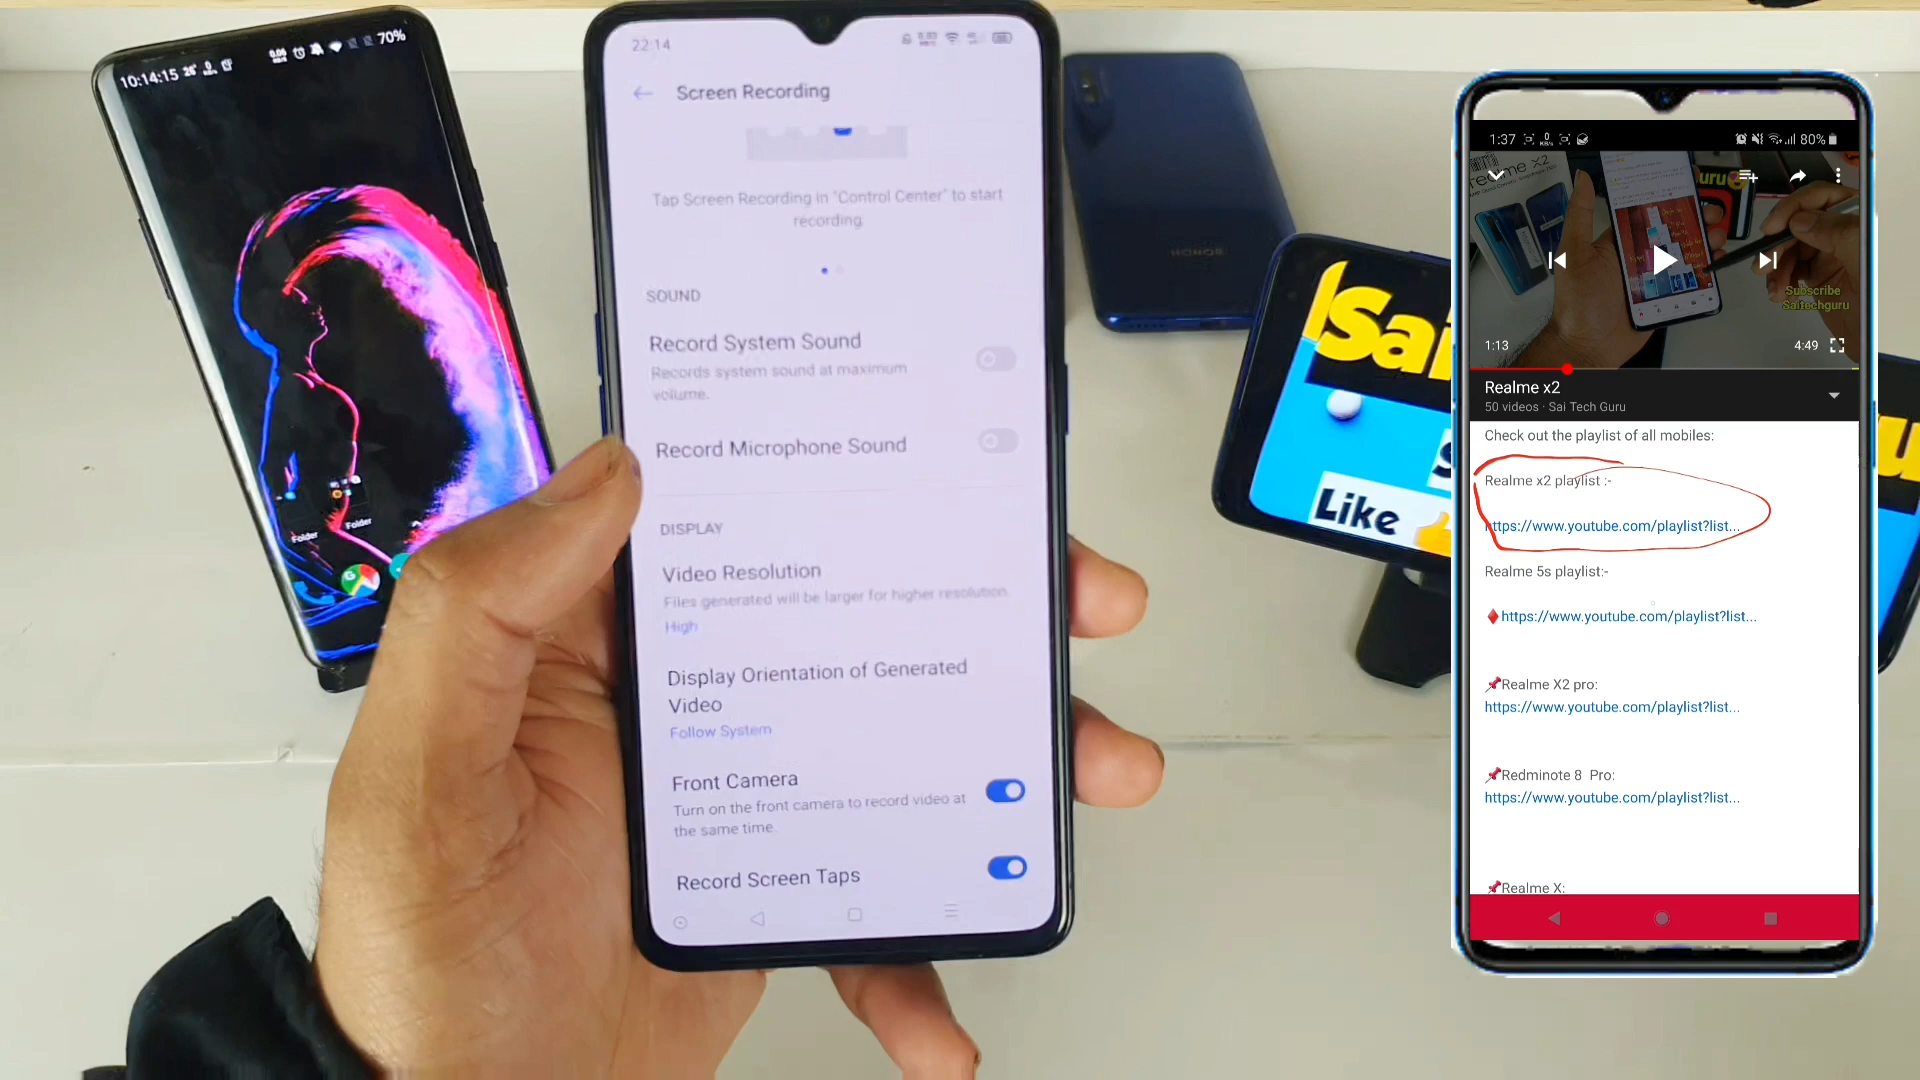 10:14:15
70%
Folder
Folder
22:14
Screen Recording
Tap Screen Recording in "Control Center" to start
recording
SOUND
Record System Sound
Records system sound at maximum
volume.
Record Microphone Sound
DISPLAY
Video Resolution
Files generated will be larger for higher resolution.
High
Display Orientation of Generated
Video
Follow System
Front Camera
Turn on the front camera to record video at
the same time.
Record Screen Taps
HONOR
Sai
Like
1:37
80%
realme X2
Subscribe
Saitechguru
1:13
4:49
Realme x2
50 videos · Sai Tech Guru
Check out the playlist of all mobiles:
Realme x2 playlist :-
https://www.youtube.com/playlist?list...
Realme 5s playlist:-
♦https://www.youtube.com/playlist?list...
📌Realme X2 pro:
https://www.youtube.com/playlist?list...
📌Redminote 8 Pro:
https://www.youtube.com/playlist?list...
📌Realme X: